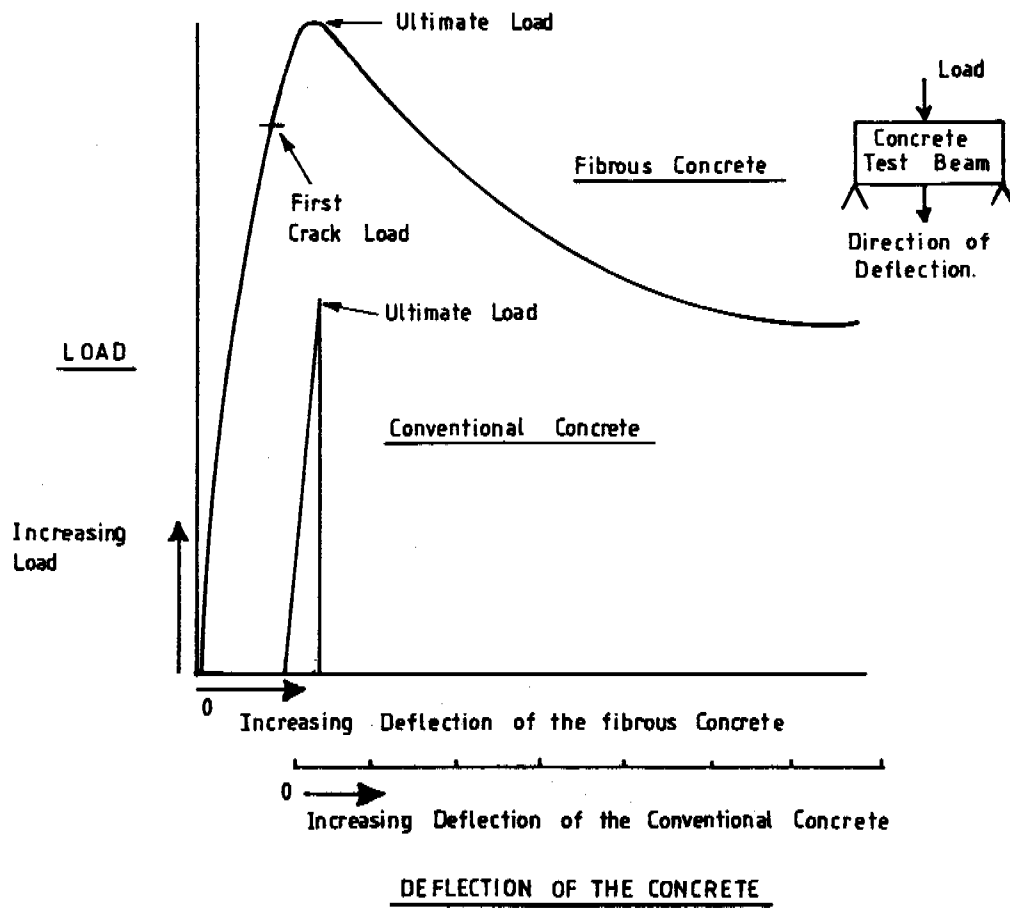 Ultimate Load
Load
Concrete
Test Beam
Fibrous Concrete
First
Crack Load
Direction of
Deflection.
Ultimate Load
LOAD
Conventional Concrete
Increasing
Load
0
Increasing Deflection of the fibrous Concrete
0
Increasing Deflection of the Conventional Concrete
DEFLECTION OF THE CONCRETE